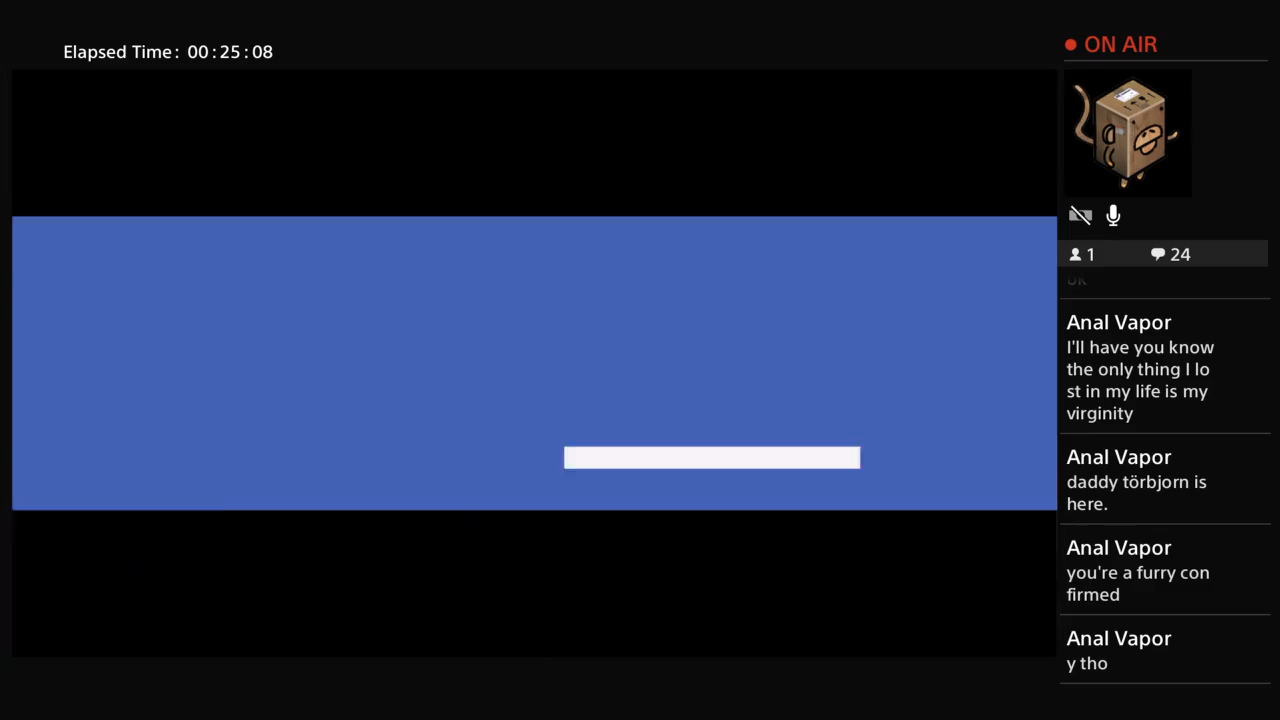 Elapsed Time: 00:25:08
ON AIR
1 24
Anal Vapor
I'll have you know
the only thing I lo
st in my life is my
virginity
Anal Vapor
daddy törbjorn is
here.
Anal Vapor
you're a furry con
firmed
Anal Vapor
y tho